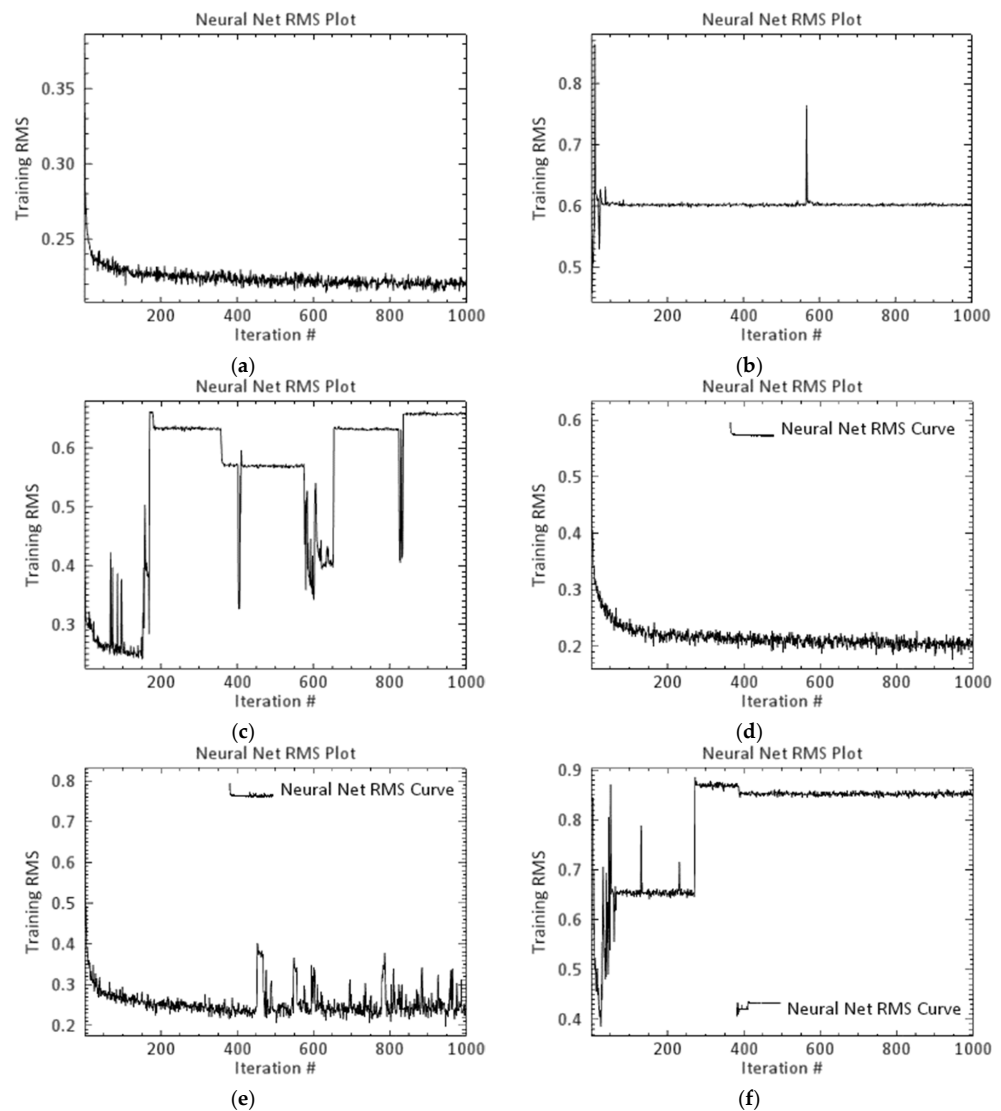 Neural Net RMS Plot
0.35
0.30
0.25
Training RMS
200 400 600 800 1000
Iteration #
(a)
Neural Net RMS Plot
0.8
0.7
0.6
0.5
Training RMS
200 400 600 800 1000
Iteration #
(b)
Neural Net RMS Plot
0.6
0.5
0.4
0.3
Training RMS
200 400 600 800 1000
Iteration #
(c)
Neural Net RMS Plot
Neural Net RMS Curve
0.6
0.5
0.4
0.3
0.2
Training RMS
200 400 600 800 1000
Iteration #
(d)
Neural Net RMS Plot
Neural Net RMS Curve
0.8
0.7
0.6
0.5
0.4
0.3
0.2
Training RMS
200 400 600 800 1000
Iteration #
(e)
Neural Net RMS Plot
0.9
0.8
0.7
0.6
0.5
0.4
Training RMS
Neural Net RMS Curve
200 400 600 800 1000
Iteration #
(f)